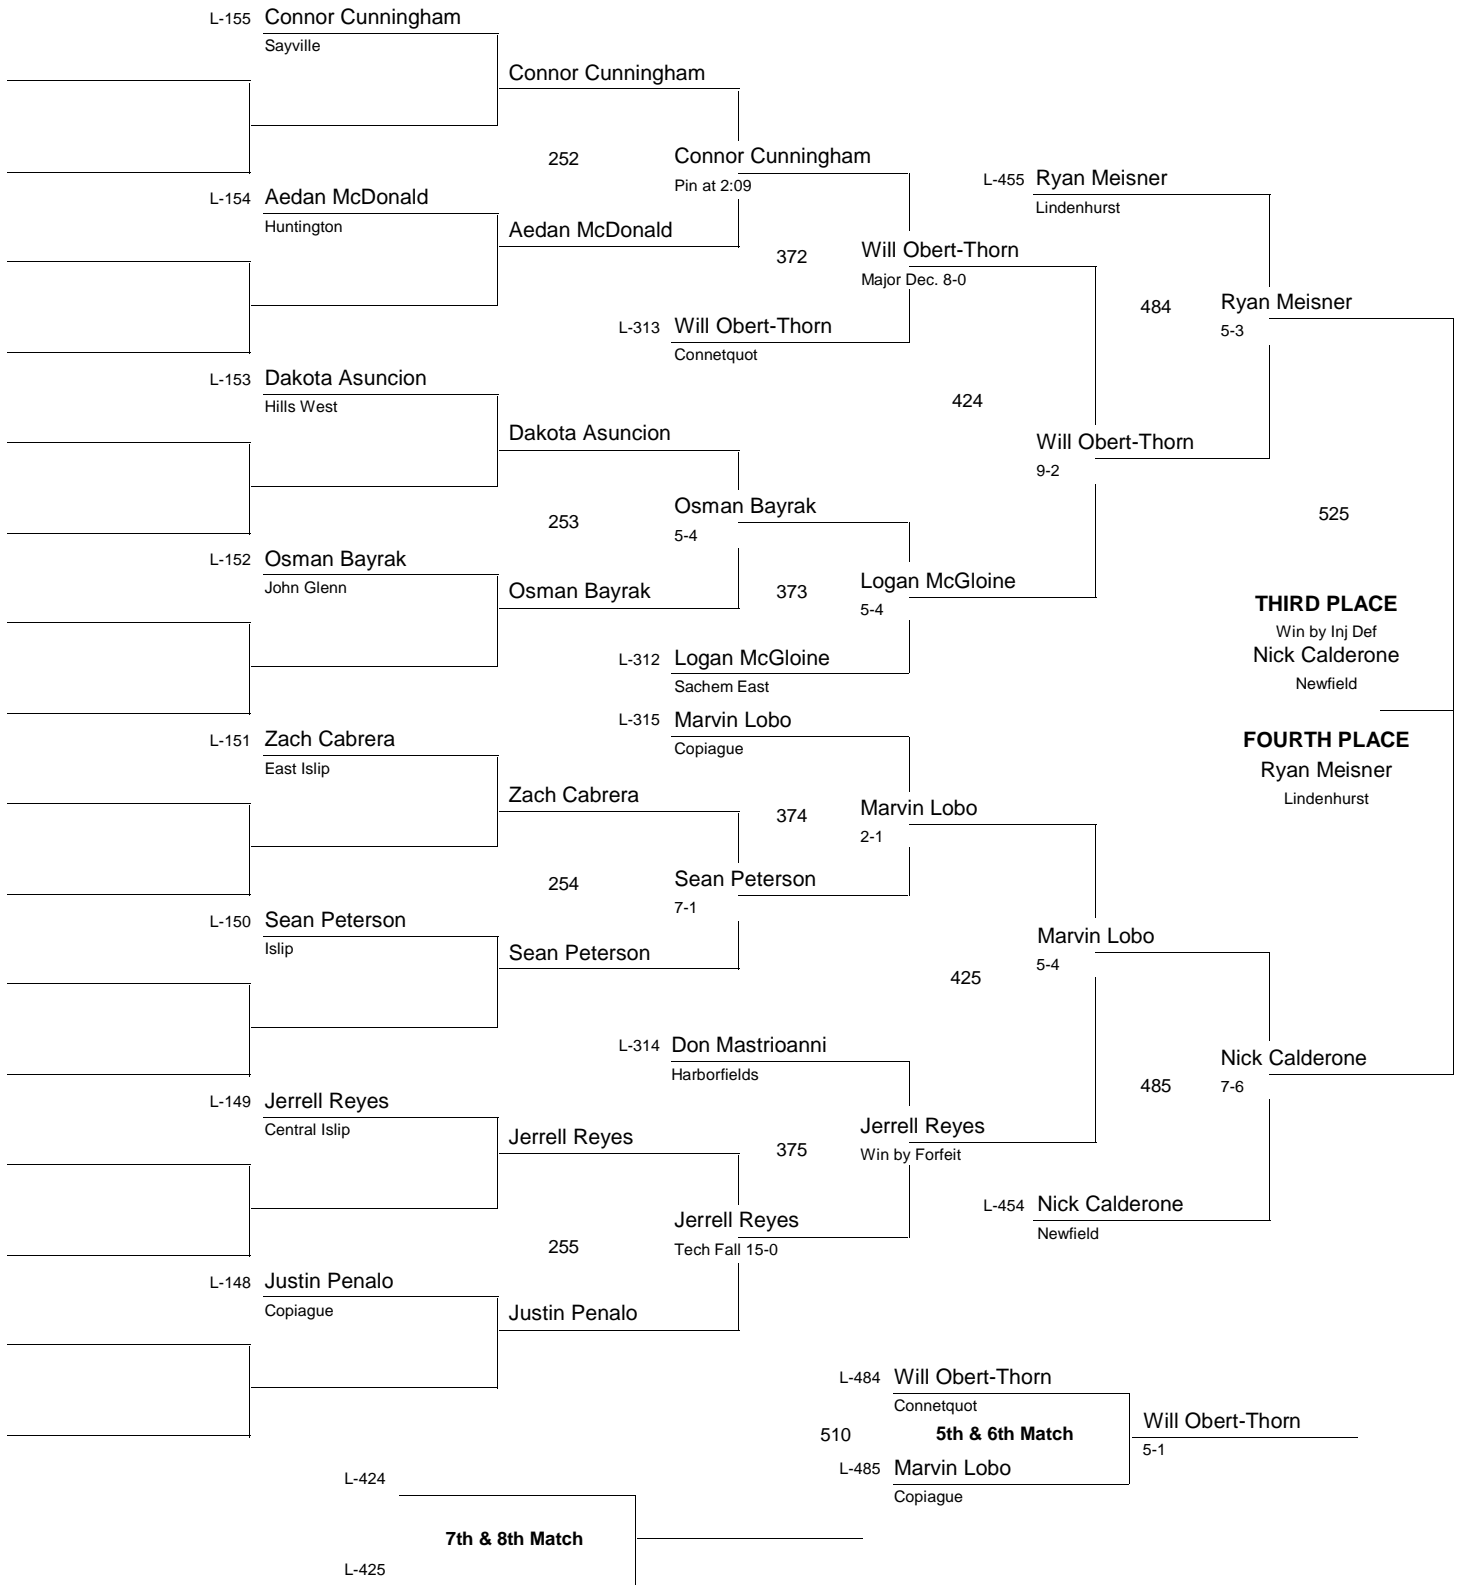 L-155 Connor Cunningham
Sayville
Connor Cunningham
252
Connor Cunningham
Pin at 2:09
L-455 Ryan Meisner
Lindenhurst
L-154 Aedan McDonald
Huntington
Aedan McDonald
372
Will Obert-Thorn
Major Dec. 8-0
484
Ryan Meisner
5-3
L-313 Will Obert-Thorn
Connetquot
L-153 Dakota Asuncion
Hills West
424
Dakota Asuncion
Will Obert-Thorn
9-2
Osman Bayrak
5-4
253
525
L-152 Osman Bayrak
John Glenn
Osman Bayrak
373
Logan McGloine
5-4
THIRD PLACE
Win by Inj Def
Nick Calderone
Newfield
L-312 Logan McGloine
Sachem East
L-315 Marvin Lobo
Copiague
L-151 Zach Cabrera
East Islip
FOURTH PLACE
Ryan Meisner
Lindenhurst
Zach Cabrera
374
Marvin Lobo
2-1
254
Sean Peterson
7-1
L-150 Sean Peterson
Islip
Sean Peterson
Marvin Lobo
5-4
425
L-314 Don Mastrioanni
Harborfields
Nick Calderone
7-6
485
L-149 Jerrell Reyes
Central Islip
Jerrell Reyes
375
Jerrell Reyes
Win by Forfeit
L-454 Nick Calderone
Newfield
Jerrell Reyes
Tech Fall 15-0
255
L-148 Justin Penalo
Copiague
Justin Penalo
L-484 Will Obert-Thorn
Connetquot
510
5th & 6th Match
Will Obert-Thorn
5-1
L-485 Marvin Lobo
Copiague
L-424
7th & 8th Match
L-425